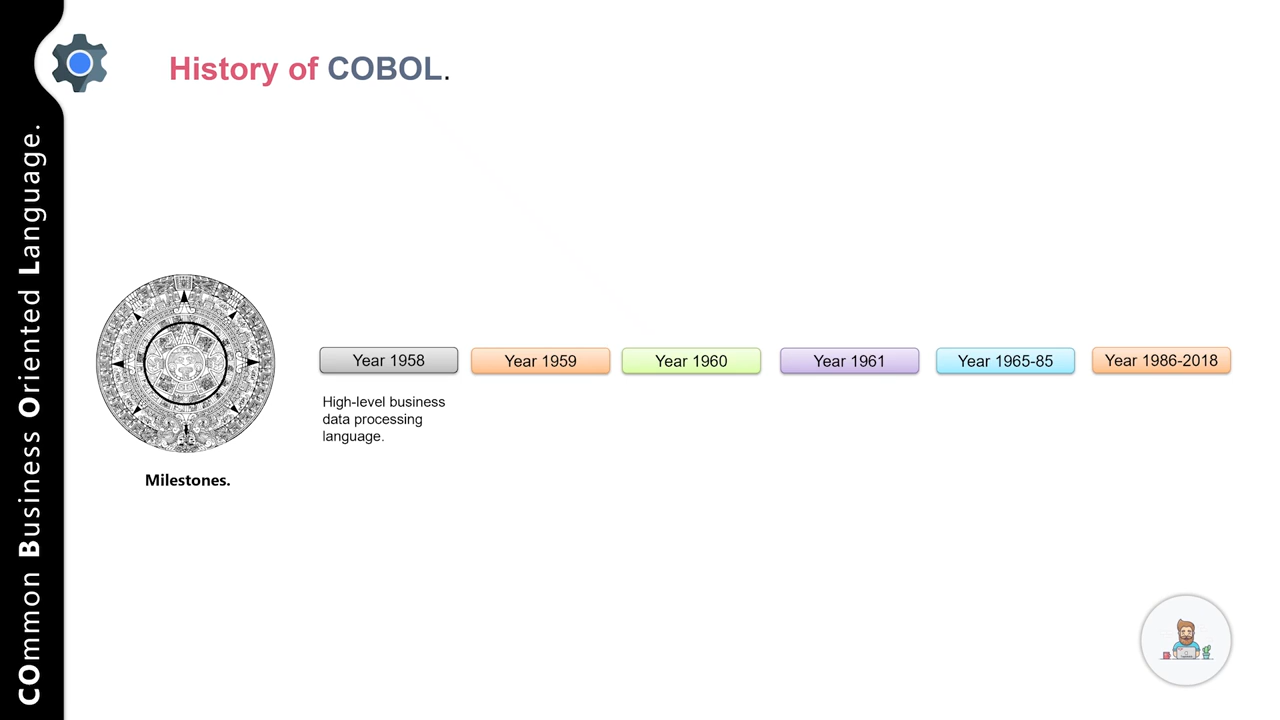 COmmon Business Oriented Language.
History of COBOL.
Year 1958
Year 1959
Year 1960
Year 1961
Year 1965-85
Year 1986-2018
High-level business
data processing
language.
Milestones.